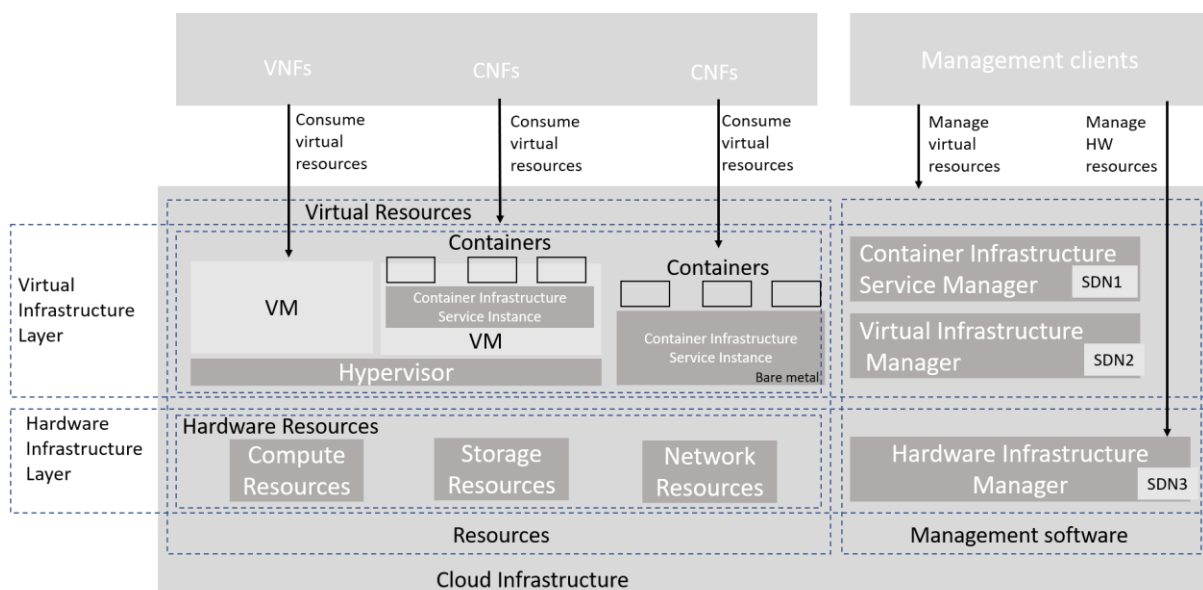 VNFs
CNFs
CNFs
Management clients
Consume
virtual
resources
Consume
virtual
resources
Consume
virtual
resources
Manage
virtual
resources
Manage
HW
resources
Virtual Resources
Virtual
Infrastructure
Layer
VM
Containers
Container Infrastructure
Service Instance
VM
Hypervisor
Containers
Container Infrastructure
Service Instance
Bare metal
Container Infrastructure
Service Manager
SDN1
Virtual Infrastructure
Manager
SDN2
Hardware
Infrastructure
Layer
Hardware Resources
Compute
Resources
Storage
Resources
Network
Resources
Hardware Infrastructure
Manager
SDN3
Resources
Management software
Cloud Infrastructure